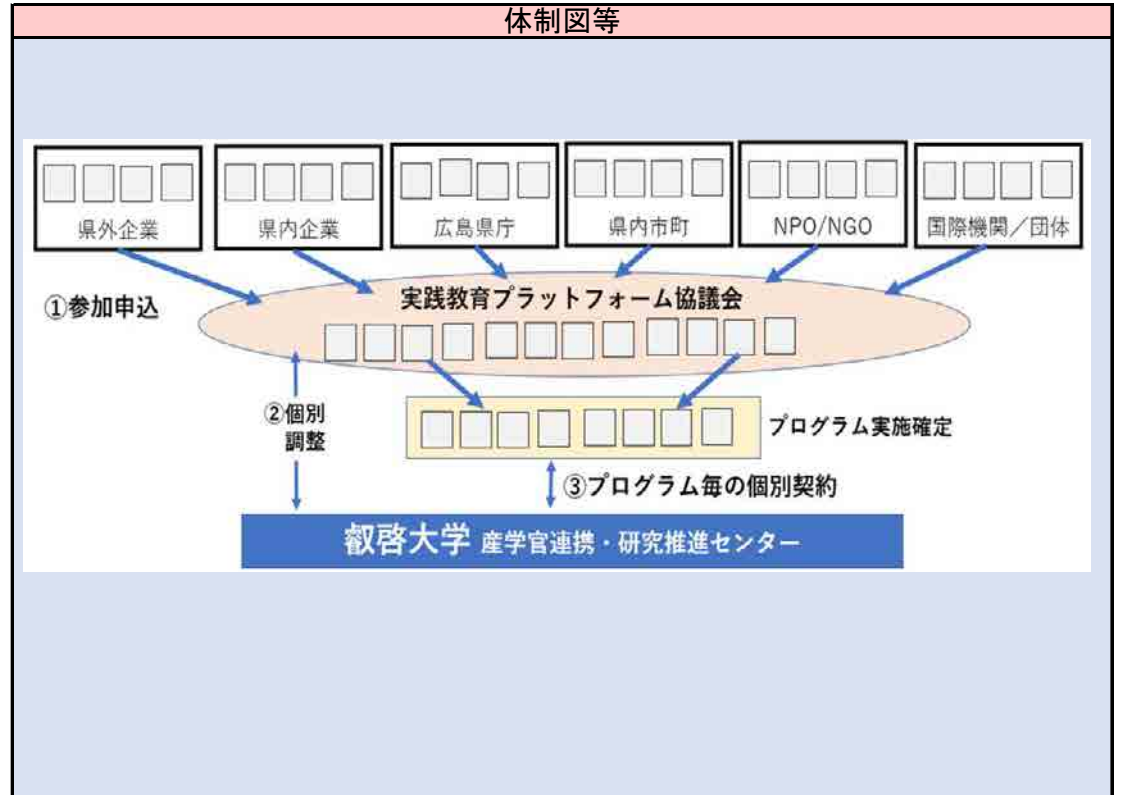 体制図等
県外企業
県内企業
広島県庁
県内市町
NPO/NGO
国際機関／団体
①参加申込
実践教育プラットフォーム協議会
②個別
調整
プログラム実施確定
③プログラム毎の個別契約
叡啓大学 産学官連携・研究推進センター